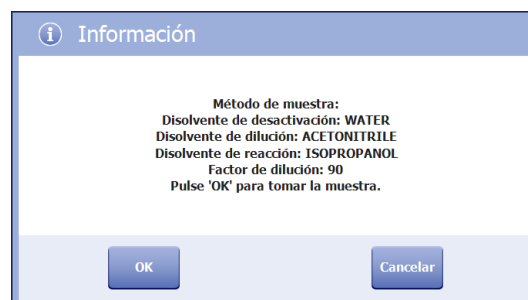 Información
Método de muestra:
Disolvente de desactivación: WATER
Disolvente de dilución: ACETONITRILE
Disolvente de reacción: ISOPROPANOL
Factor de dilución: 90
Pulse 'OK' para tomar la muestra.
OK
Cancelar